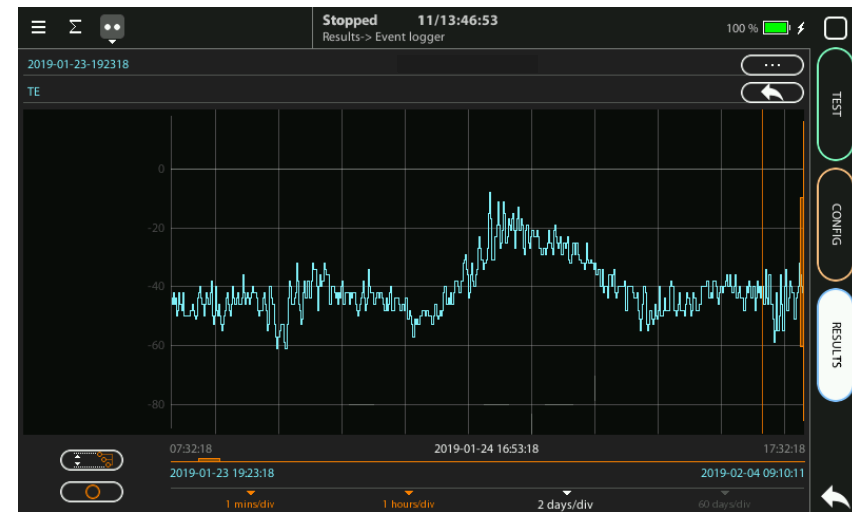 ☰ Σ Stopped 11/13:46:53 100 %
Results-> Event logger
2019-01-23-192318 ...
TE
TEST
CONFIG
RESULTS
0
-20
-40
-60
-80
07:32:18 2019-01-24 16:53:18 17:32:18
2019-01-23 19:23:18 2019-02-04 09:10:11
1 mins/div 1 hours/div 2 days/div 60 days/div